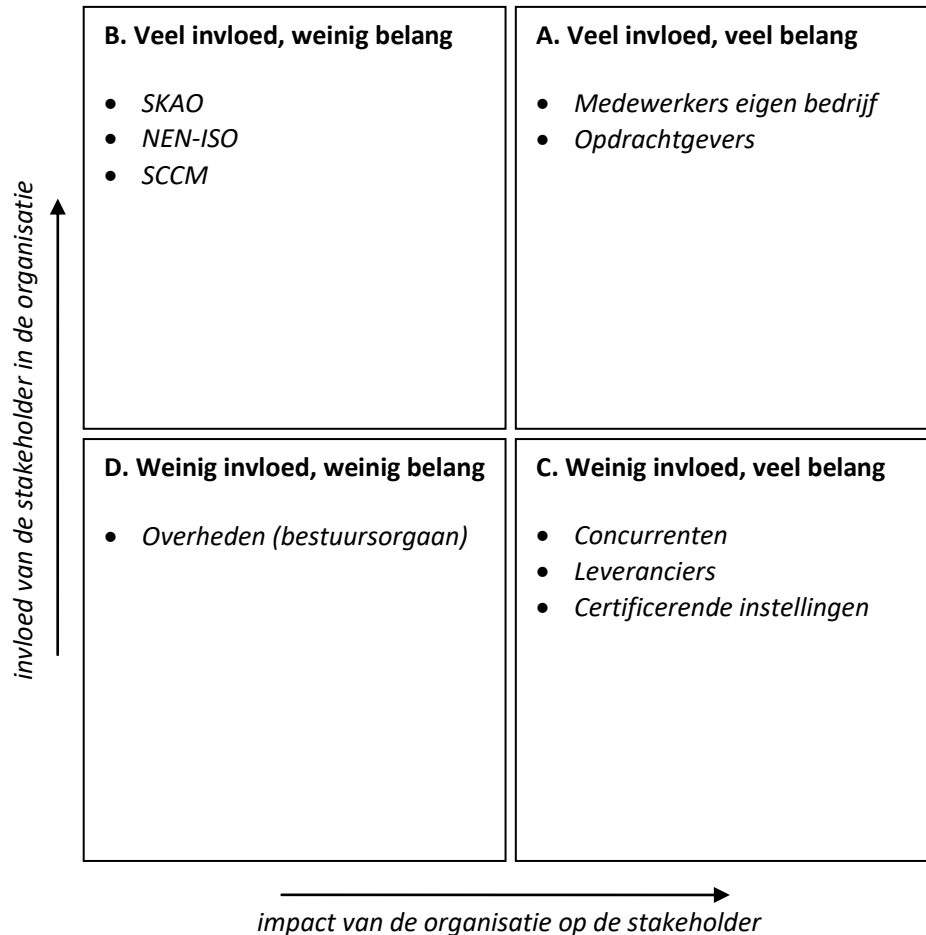 B. Veel invloed, weinig belang
• SKAO
• NEN-ISO
• SCCM
A. Veel invloed, veel belang
• Medewerkers eigen bedrijf
• Opdrachtgevers
D. Weinig invloed, weinig belang
• Overheden (bestuursorgaan)
C. Weinig invloed, veel belang
• Concurrenten
• Leveranciers
• Certificerende instellingen
invloed van de stakeholder in de organisatie
impact van de organisatie op de stakeholder